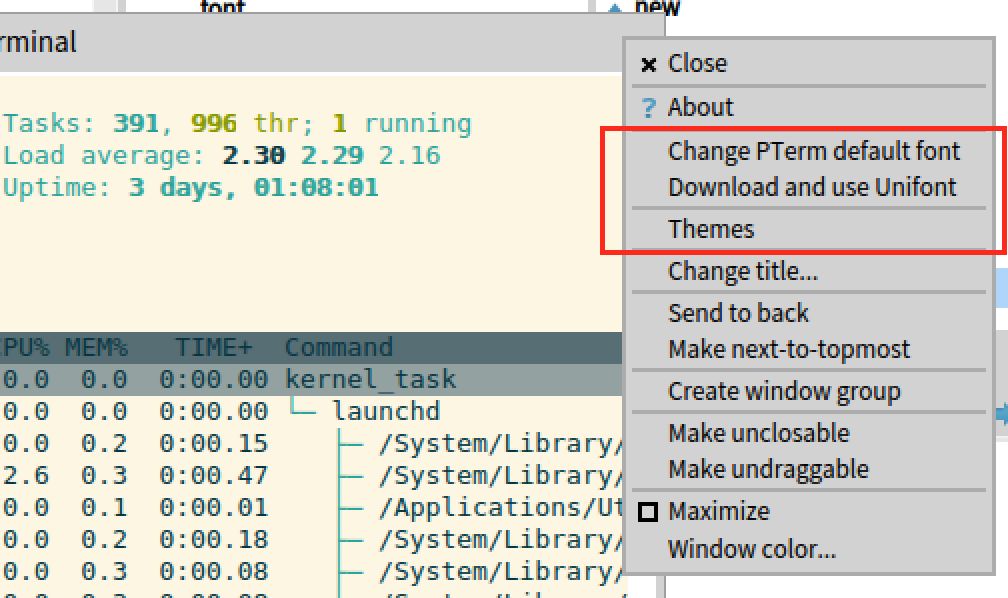 font
new
rminal
Close
About
Change PTerm default font
Download and use Unifont
Themes
Change title...
Send to back
Make next-to-topmost
Create window group
Make unclosable
Make undraggable
Maximize
Window color...
Tasks: 391, 996 thr; 1 running
Load average: 2.30 2.29 2.16
Uptime: 3 days, 01:08:01
CPU% MEM% TIME+ Command
0.0 0.0 0:00.00 kernel_task
0.0 0.0 0:00.00 └─ launchd
0.0 0.2 0:00.15 ├─ /System/Library/
2.6 0.3 0:00.47 ├─ /System/Library/
0.0 0.1 0:00.01 ├─ /Applications/Ut
0.0 0.2 0:00.18 ├─ /System/Library/
0.0 0.3 0:00.08 ├─ /System/Library/